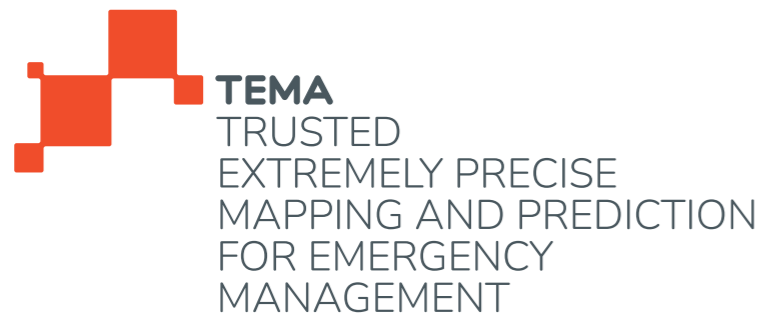 TEMA
TRUSTED
EXTREMELY PRECISE
MAPPING AND PREDICTION
FOR EMERGENCY
MANAGEMENT